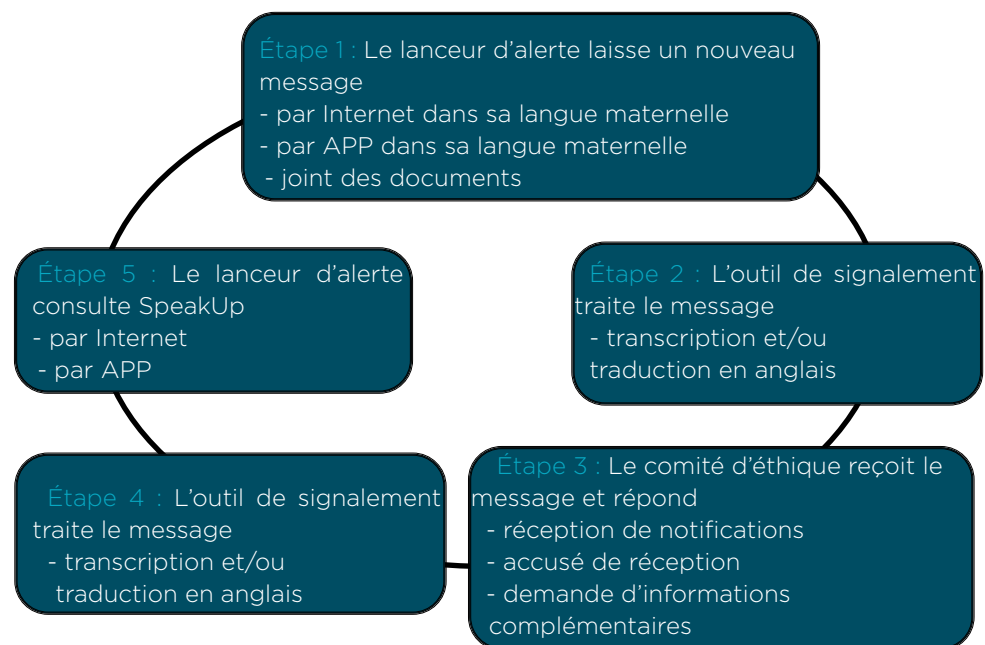 Étape 1 : Le lanceur d'alerte laisse un nouveau
message
- par Internet dans sa langue maternelle
- par APP dans sa langue maternelle
- joint des documents
Étape 2 : L'outil de signalement
traite le message
- transcription et/ou
traduction en anglais
Étape 3 : Le comité d'éthique reçoit le
message et répond
- réception de notifications
- accusé de réception
- demande d'informations
complémentaires
Étape 4 : L'outil de signalement
traite le message
- transcription et/ou
traduction en anglais
Étape 5 : Le lanceur d'alerte
consulte SpeakUp
- par Internet
- par APP